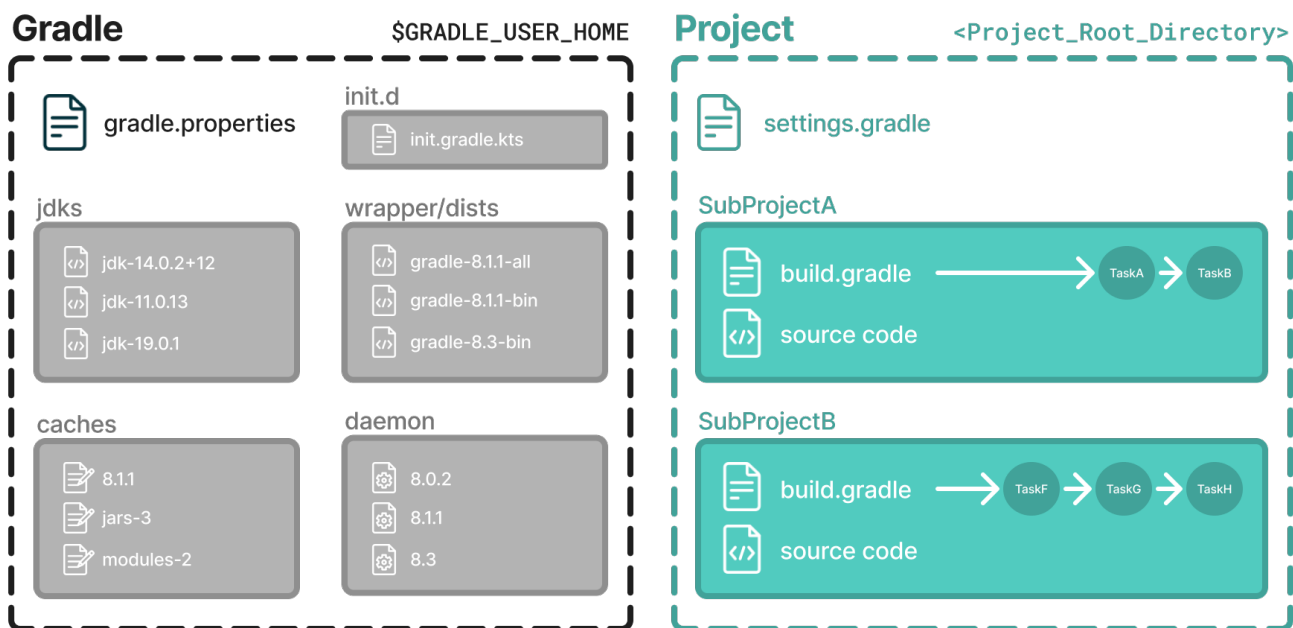 Gradle
$GRADLE_USER_HOME
gradle.properties
init.d
init.gradle.kts
jdks
jdk-14.0.2+12
jdk-11.0.13
jdk-19.0.1
wrapper/dists
gradle-8.1.1-all
gradle-8.1.1-bin
gradle-8.3-bin
caches
8.1.1
jars-3
modules-2
daemon
8.0.2
8.1.1
8.3
Project
<Project_Root_Directory>
settings.gradle
SubProjectA
build.gradle
TaskA
TaskB
source code
SubProjectB
build.gradle
TaskF
TaskG
TaskH
source code